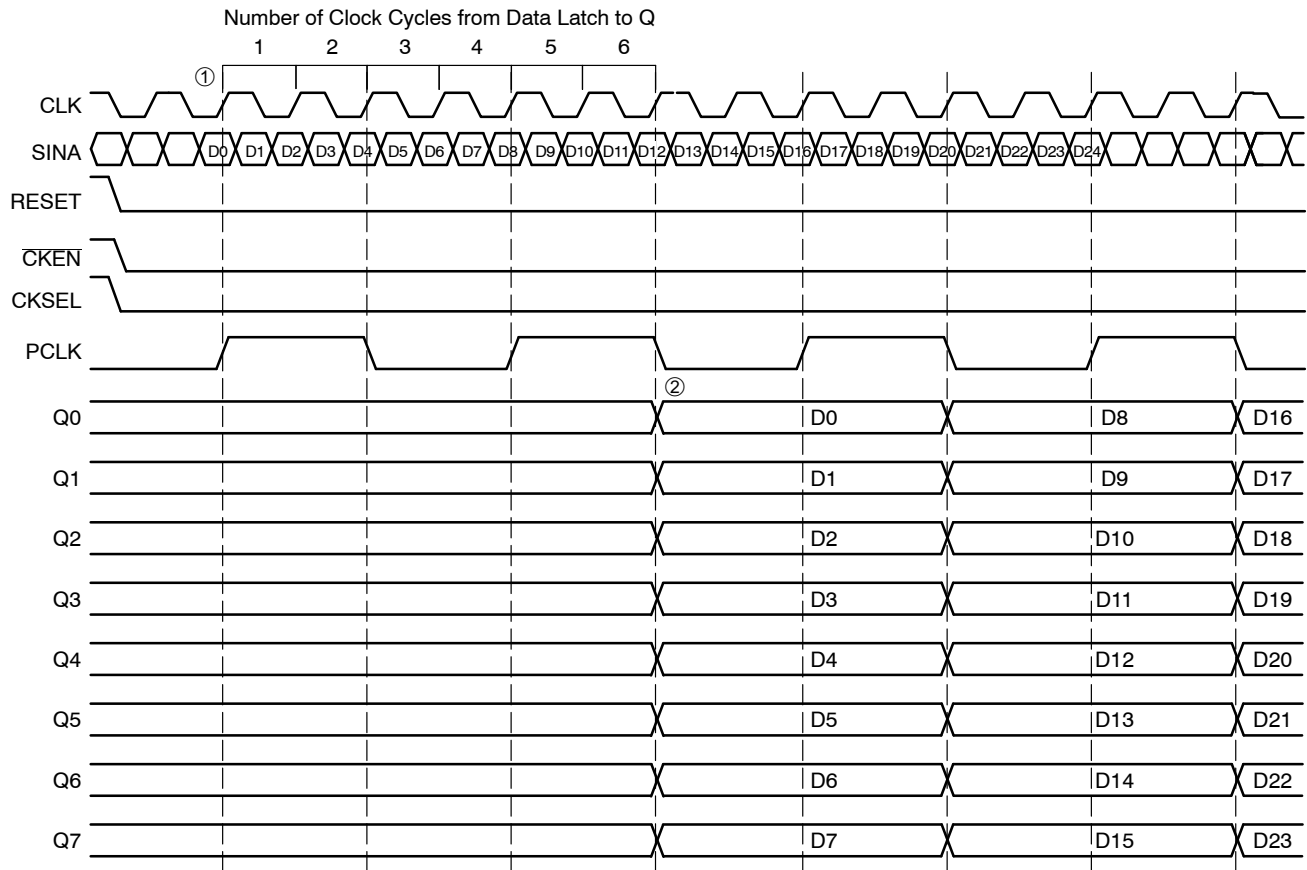 Number of Clock Cycles from Data Latch to Q
1 2 3 4 5 6
①
CLK
SINA D0 D1 D2 D3 D4 D5 D6 D7 D8 D9 D10 D11 D12 D13 D14 D15 D16 D17 D18 D19 D20 D21 D22 D23 D24
RESET
CKEN
CKSEL
PCLK
②
Q0 D0 D8 D16
Q1 D1 D9 D17
Q2 D2 D10 D18
Q3 D3 D11 D19
Q4 D4 D12 D20
Q5 D5 D13 D21
Q6 D6 D14 D22
Q7 D7 D15 D23